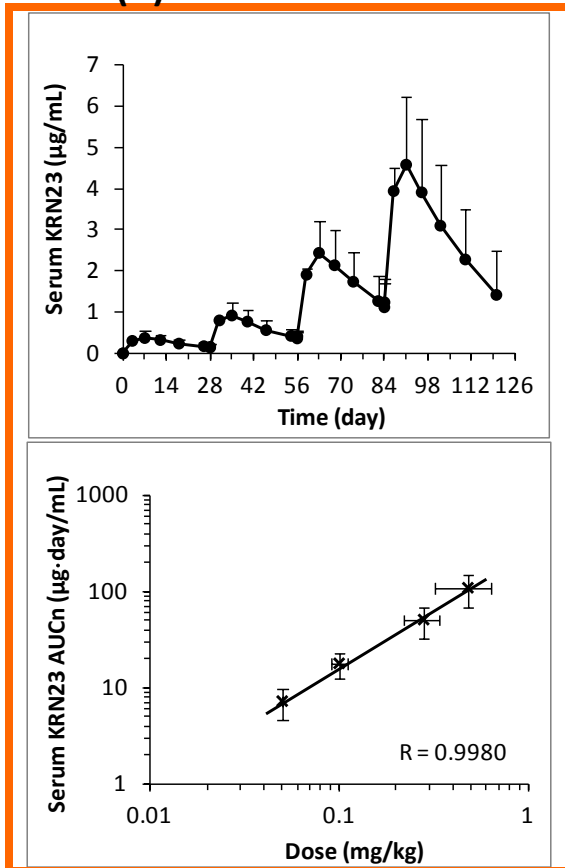 Serum KRN23 (µg/mL)
7
6
5
4
3
2
1
0
0 14 28 42 56 70 84 98 112 126
Time (day)
Serum KRN23 AUCn (µg·day/mL)
1000
100
10
1
R = 0.9980
0.01 0.1 1
Dose (mg/kg)